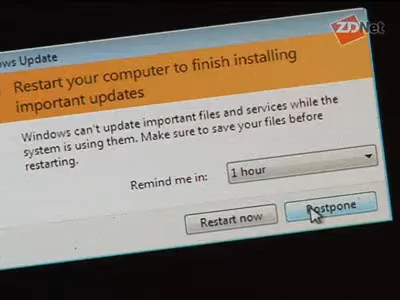 ZDNet
ws Update
Restart your computer to finish installing
important updates
Windows can't update important files and services while the
system is using them. Make sure to save your files before
restarting.
Remind me in:
1 hour
Restart now
Postpone